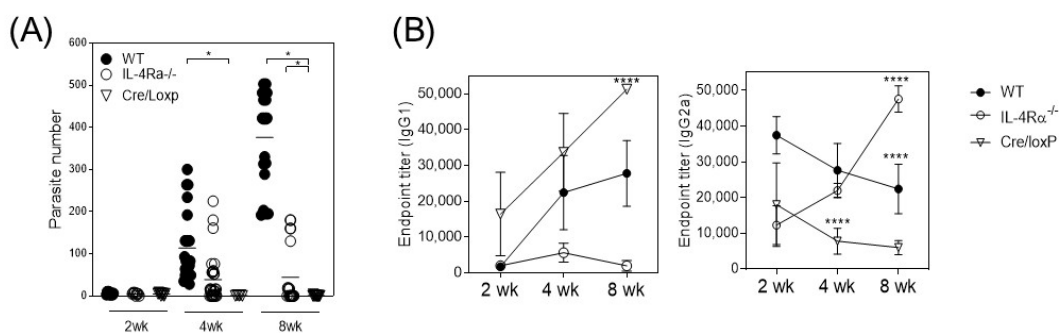 (A)
600
500
400
300
200
100
0
Parasite number
WT
IL-4Ra-/-
Cre/Loxp
*
*
*
2wk 4wk 8wk
(B)
50,000
40,000
30,000
20,000
10,000
0
Endpoint titer (IgG1)
****
2 wk 4 wk 8 wk
50,000
40,000
30,000
20,000
10,000
0
Endpoint titer (IgG2a)
****
****
****
2 wk 4 wk 8 wk
WT
IL-4Rα-/-
Cre/loxP